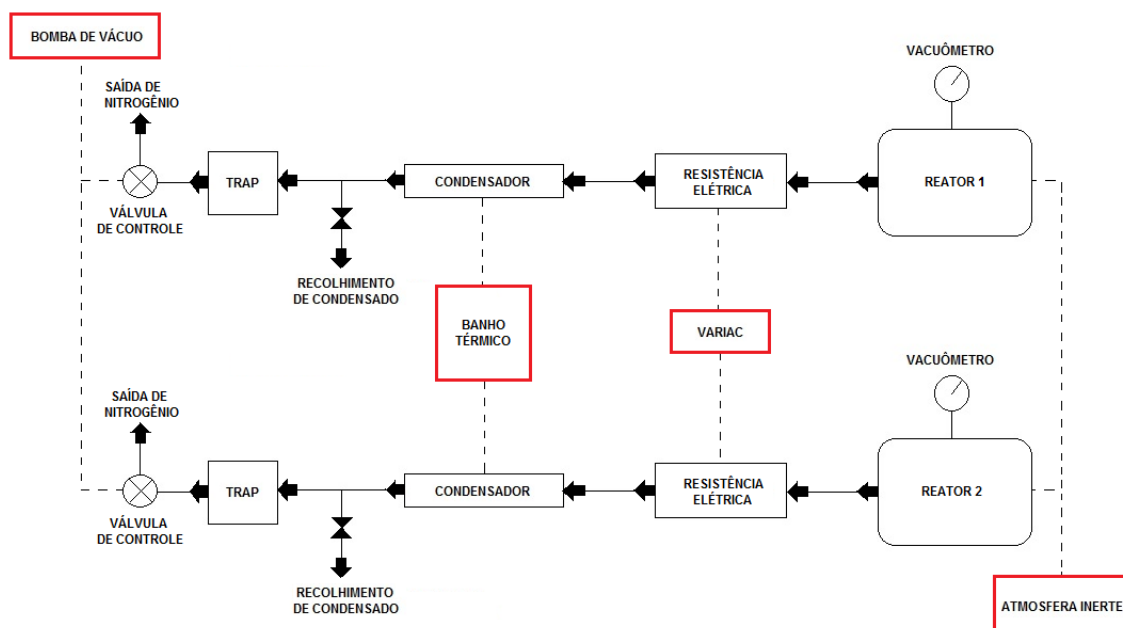 BOMBA DE VÁCUO
VACUÔMETRO
SAÍDA DE
NITROGÊNIO
TRAP
CONDENSADOR
RESISTÊNCIA
ELÉTRICA
REATOR 1
VÁLVULA
DE CONTROLE
RECOLHIMENTO
DE CONDENSADO
BANHO
TÉRMICO
VARIAC
VACUÔMETRO
SAÍDA DE
NITROGÊNIO
TRAP
CONDENSADOR
RESISTÊNCIA
ELÉTRICA
REATOR 2
VÁLVULA
DE CONTROLE
RECOLHIMENTO
DE CONDENSADO
ATMOSFERA INERTE